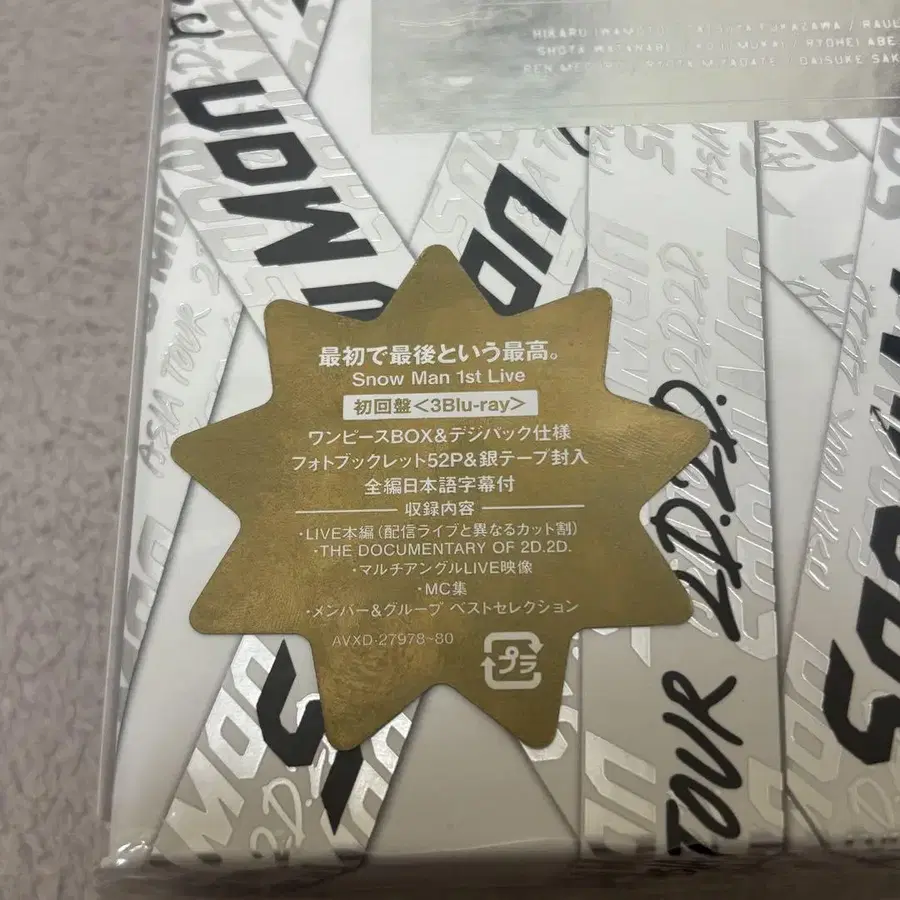 HIKARU IWAMOTO / TATSUYA FUKAZAWA / RAUL
SHOTA WATANABE / KOJI MUKAI / RYOHEI ABE
REN MEGURO / RYOTA MIYADATE / DAISUKE SAK
最初で最後という最高。
Snow Man 1st Live
初回盤<3Blu-ray>
ワンピースBOX&デジパック仕様
フォトブックレット52P&銀テープ封入
全編日本語字幕付
収録内容
・LIVE本編(配信ライブと異なるカット割)
・THE DOCUMENTARY OF 2D.2D.
・マルチアングルLIVE映像
・MC集
・メンバー&グループ ベストセレクション
AVXD-27978~80
プラ
ASIA TOUR
TOUR 2D.2D.